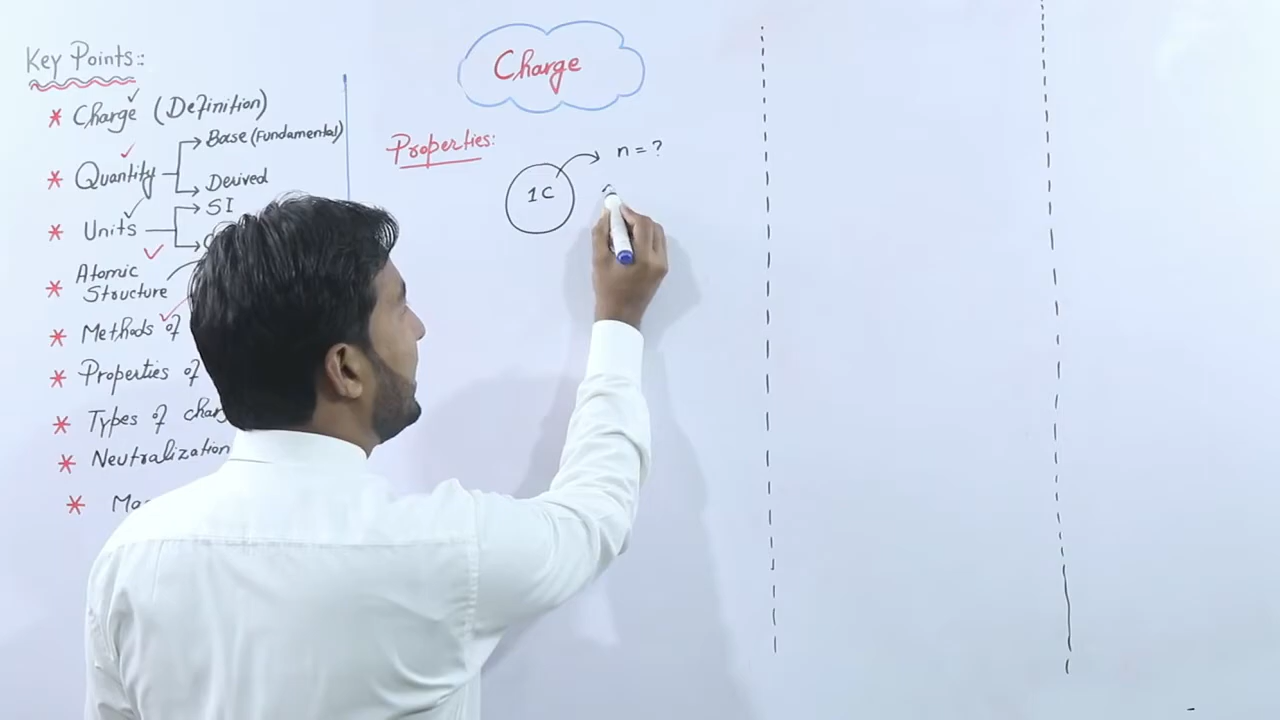 Key Points::
* Charge ✓ (Definition)
* Quantity ✓
Base (Fundamental)
Derived
* Units ✓
SI
* Atomic
Structure ✓
* Methods of ✓
* Properties of
* Types of
* Neutralization
*
Charge
Properties:
1C
n = ?